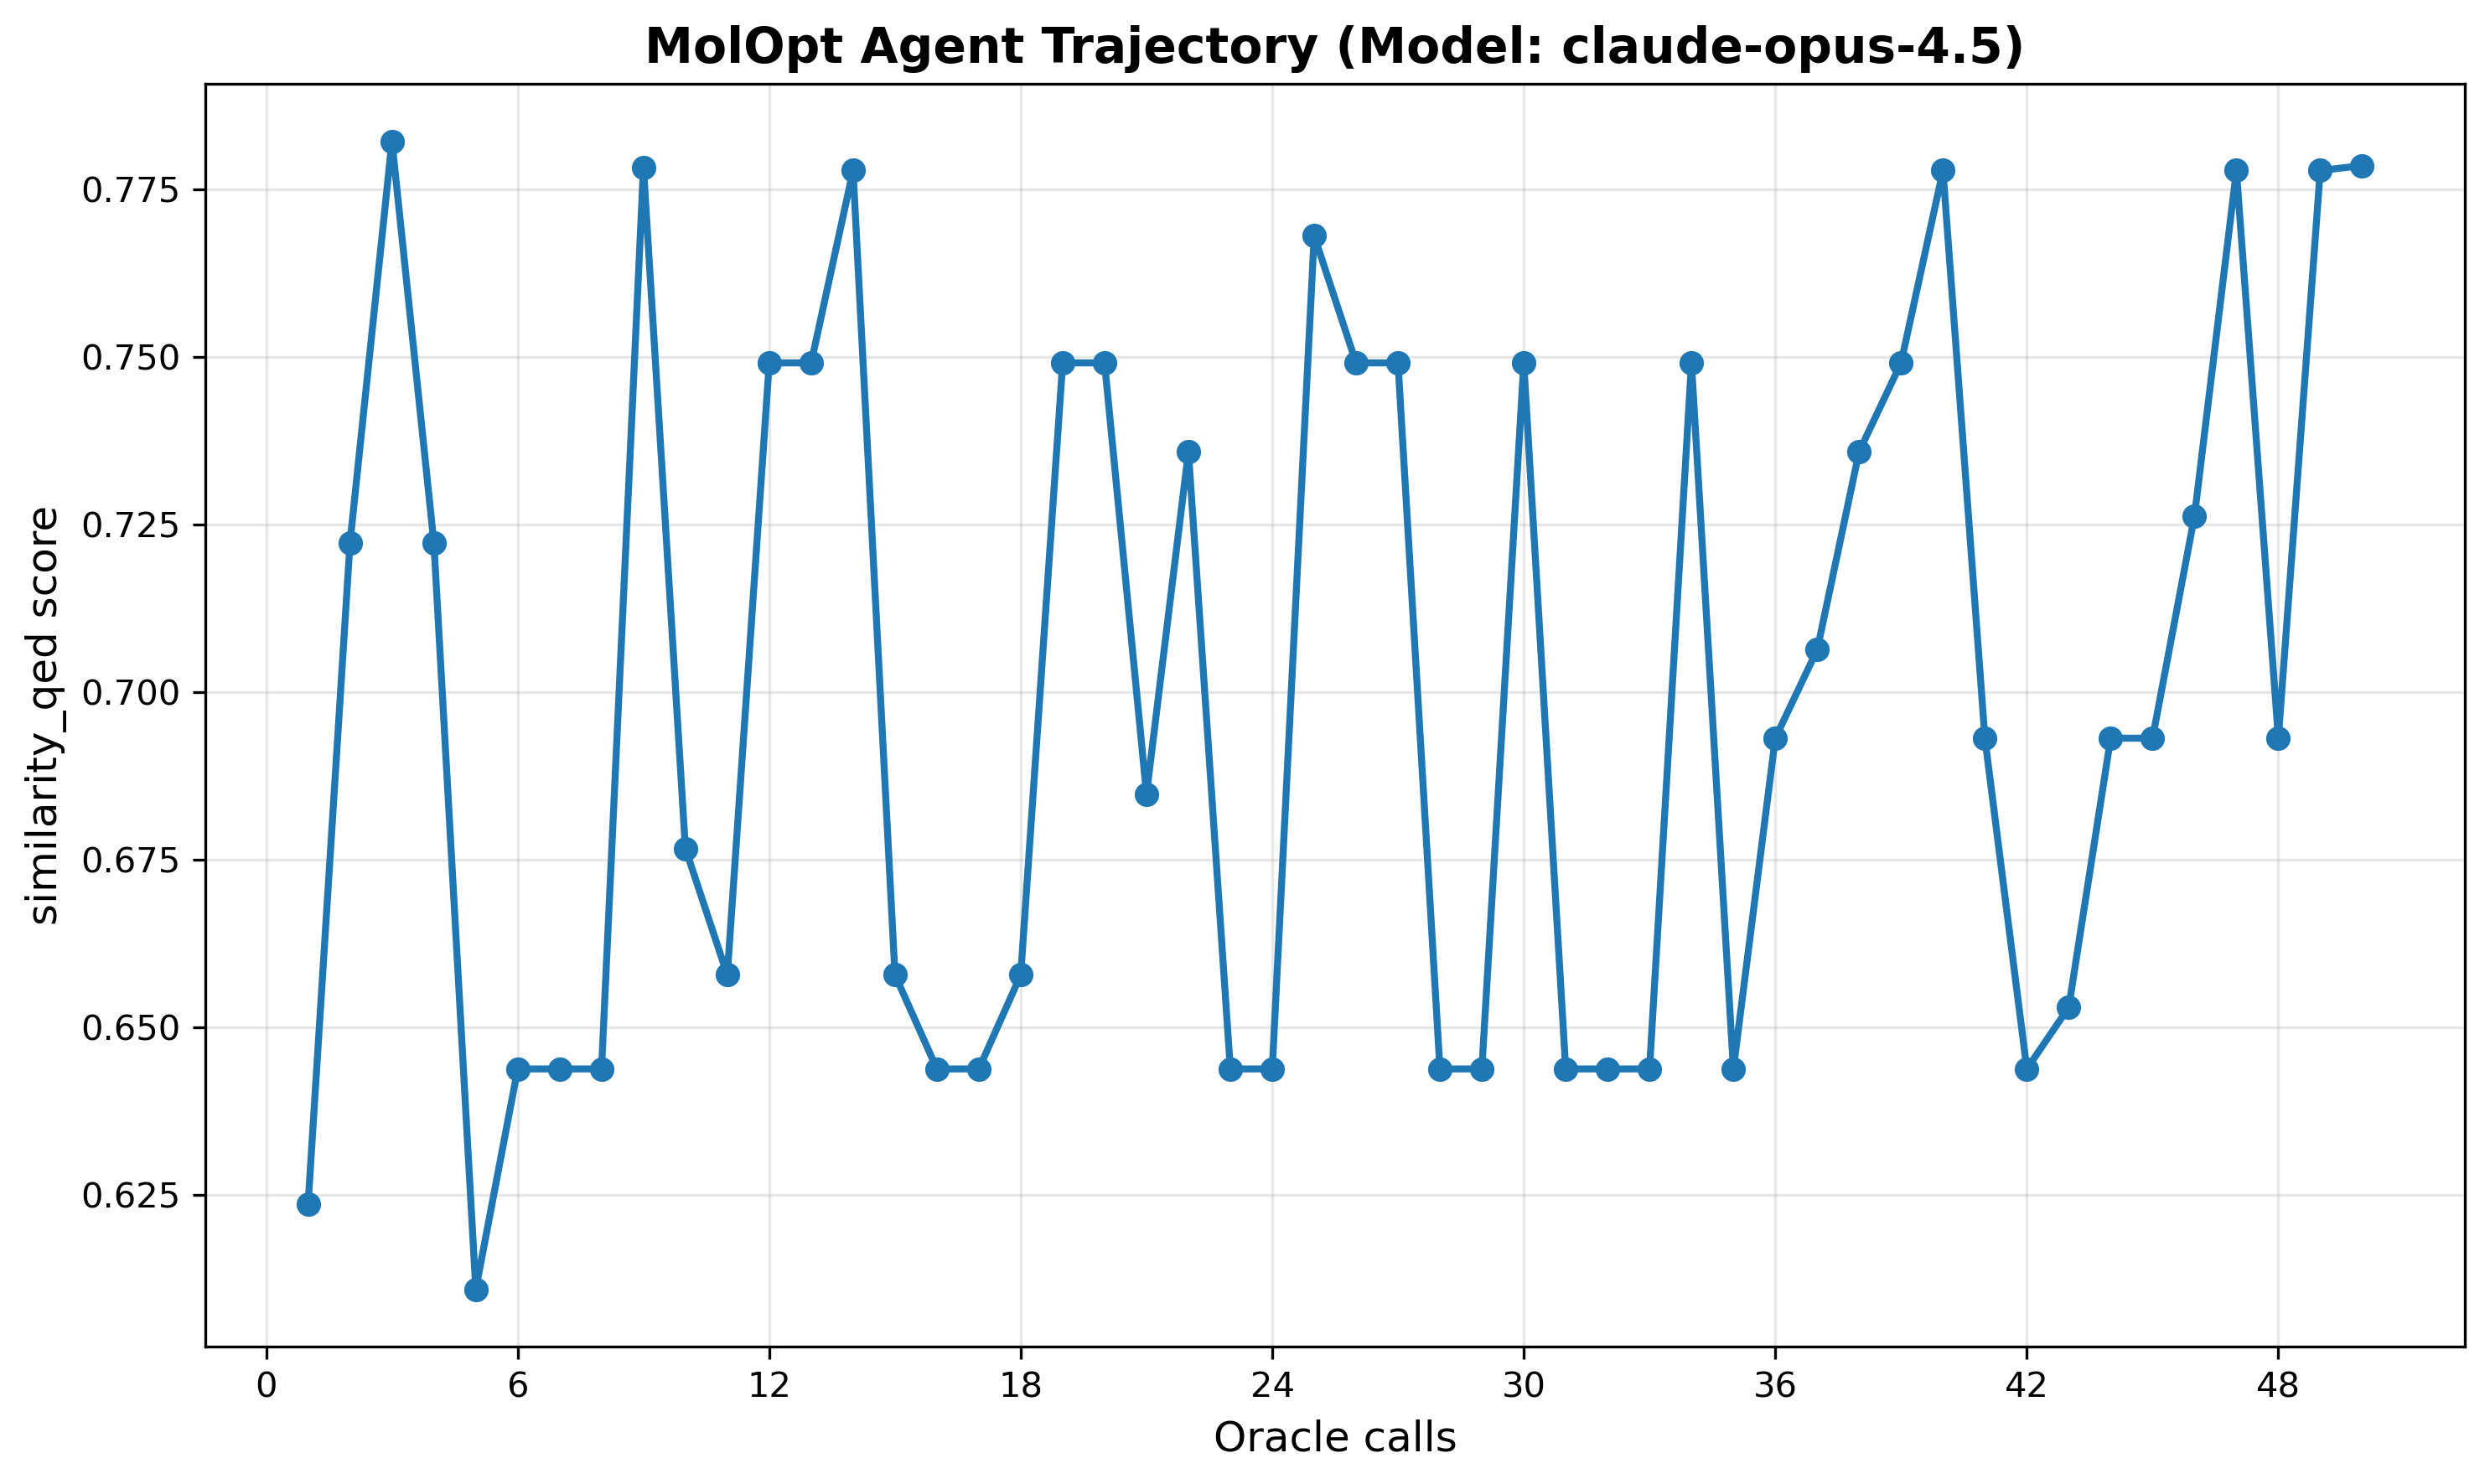 MolOpt Agent Trajectory (Model: claude-opus-4.5)
similarity_qed score
0.775
0.750
0.725
0.700
0.675
0.650
0.625
0 6 12 18 24 30 36 42 48
Oracle calls